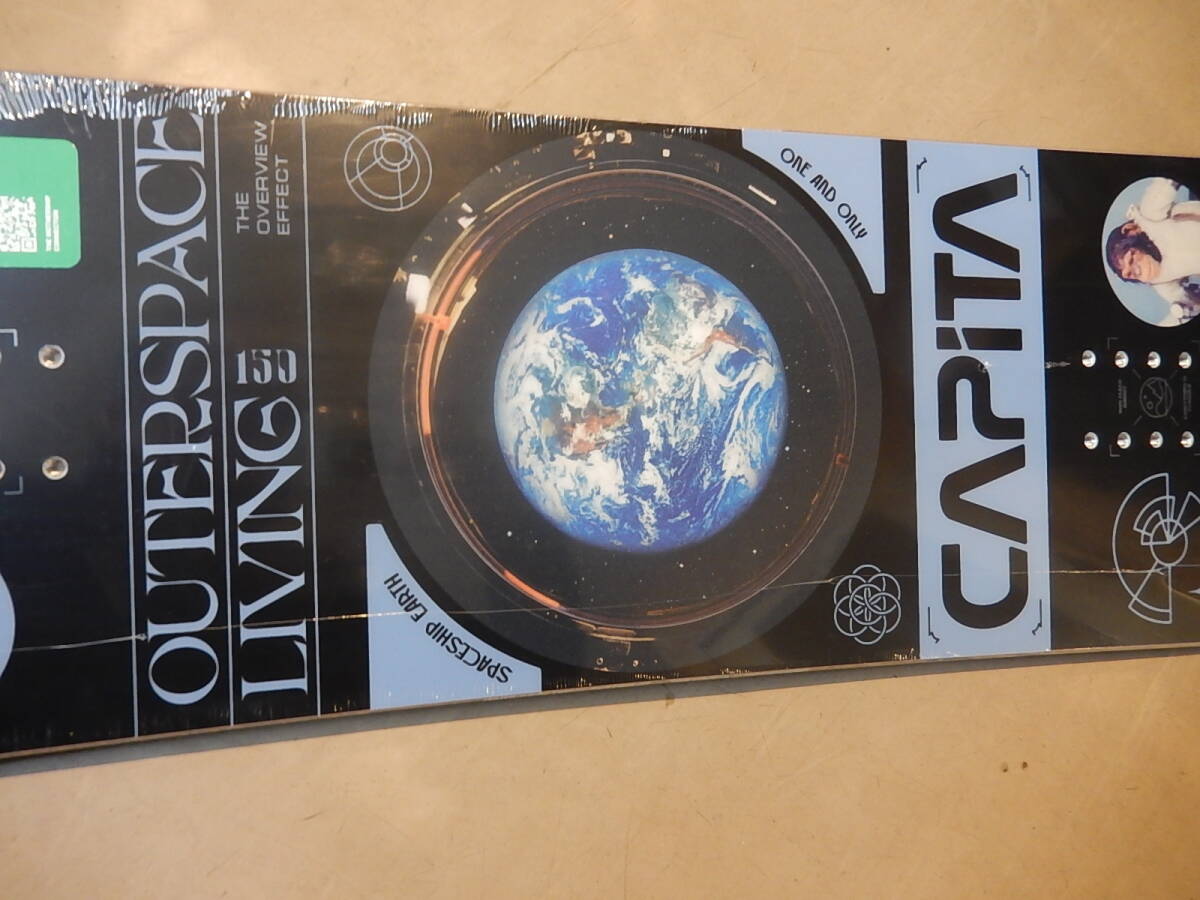 OUTERSPACE
LIVING 150
THE
OVERVIEW
EFFECT
SPACESHIP EARTH
ONE AND ONLY
CAPiTA